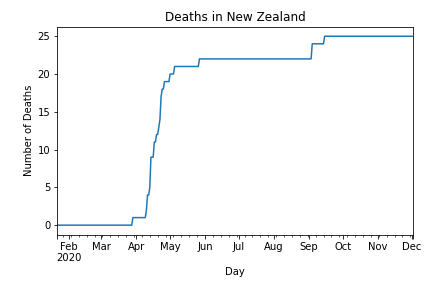 Deaths in New Zealand
Number of Deaths
25
20
15
10
5
0
Feb Mar Apr May Jun Jul Aug Sep Oct Nov Dec
2020
Day